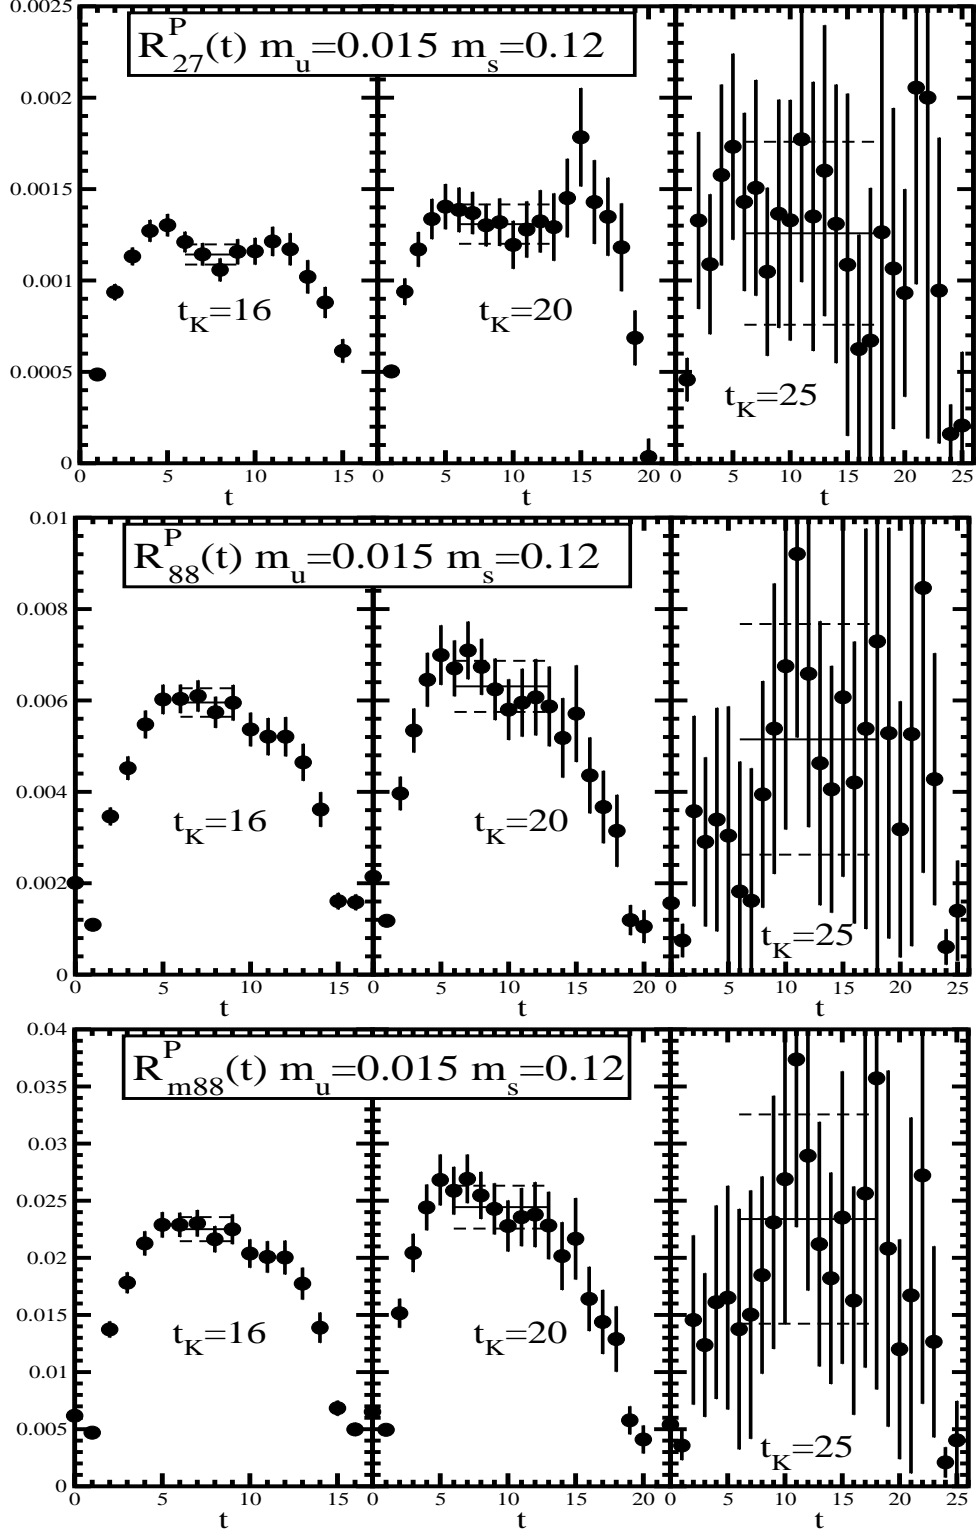 0.0025
R_27^P(t) m_u=0.015 m_s=0.12
0.002
0.0015
0.001
t_K=16 t_K=20
0.0005
t_K=25
0
0 5 10 15 0 5 10 15 20 0 5 10 15 20 25
t t t
0.01
R_88^P(t) m_u=0.015 m_s=0.12
0.008
0.006
0.004
t_K=16 t_K=20
0.002
t_K=25
0
0 5 10 15 0 5 10 15 20 0 5 10 15 20 25
t t t
0.04
R_m88^P(t) m_u=0.015 m_s=0.12
0.035
0.03
0.025
0.02
0.015
t_K=16 t_K=20
0.01
0.005
t_K=25
0
0 5 10 15 0 5 10 15 20 0 5 10 15 20 25
t t t